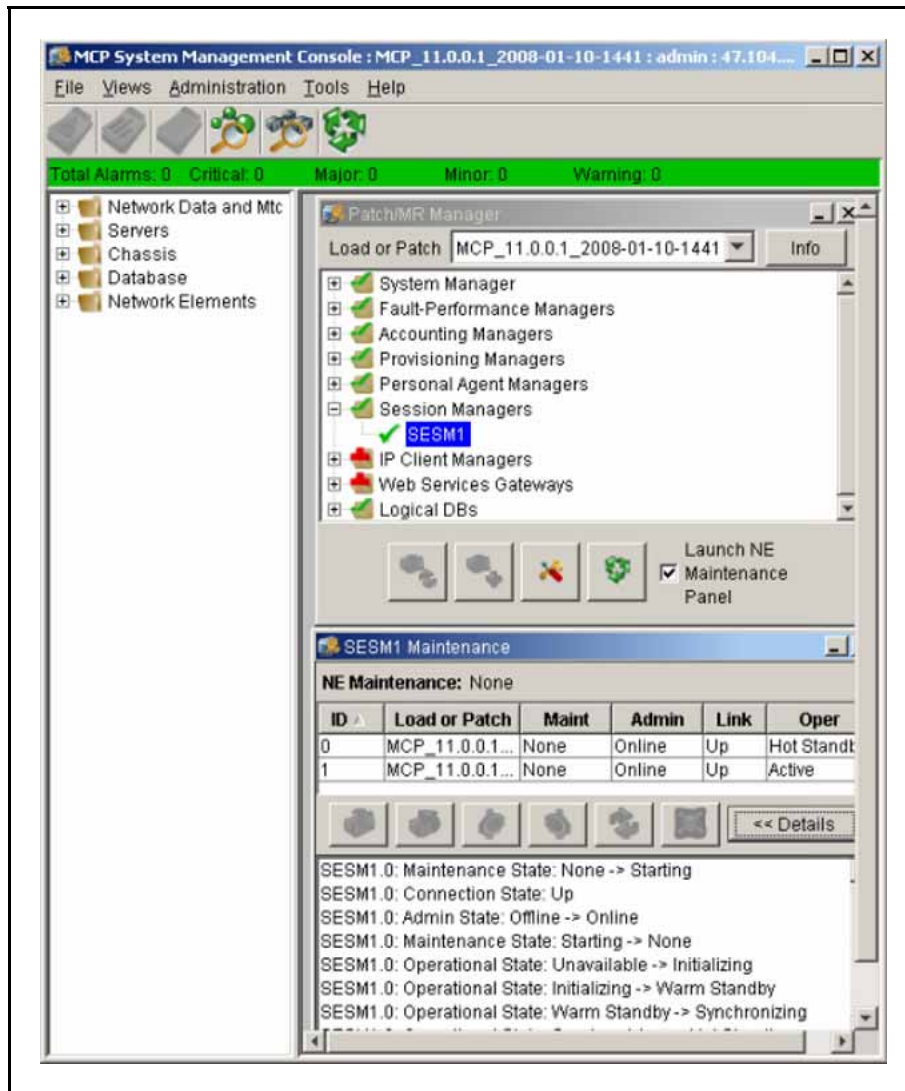 MCP System Management Console : MCP_11.0.0.1_2008-01-10-1441 : admin : 47.104....
File Views Administration Tools Help
Total Alarms: 0 Critical: 0 Major: 0 Minor: 0 Warning: 0
Network Data and Mtc
Servers
Chassis
Database
Network Elements
Patch/MR Manager
Load or Patch MCP_11.0.0.1_2008-01-10-1441 Info
System Manager
Fault-Performance Managers
Accounting Managers
Provisioning Managers
Personal Agent Managers
Session Managers
SESM1
IP Client Managers
Web Services Gateways
Logical DBs
Launch NE
Maintenance
Panel
SESM1 Maintenance
NE Maintenance: None
ID Load or Patch Maint Admin Link Oper
0 MCP_11.0.0.1... None Online Up Hot Standb
1 MCP_11.0.0.1... None Online Up Active
<< Details
SESM1.0: Maintenance State: None -> Starting
SESM1.0: Connection State: Up
SESM1.0: Admin State: Offline -> Online
SESM1.0: Maintenance State: Starting -> None
SESM1.0: Operational State: Unavailable -> Initializing
SESM1.0: Operational State: Initializing -> Warm Standby
SESM1.0: Operational State: Warm Standby -> Synchronizing